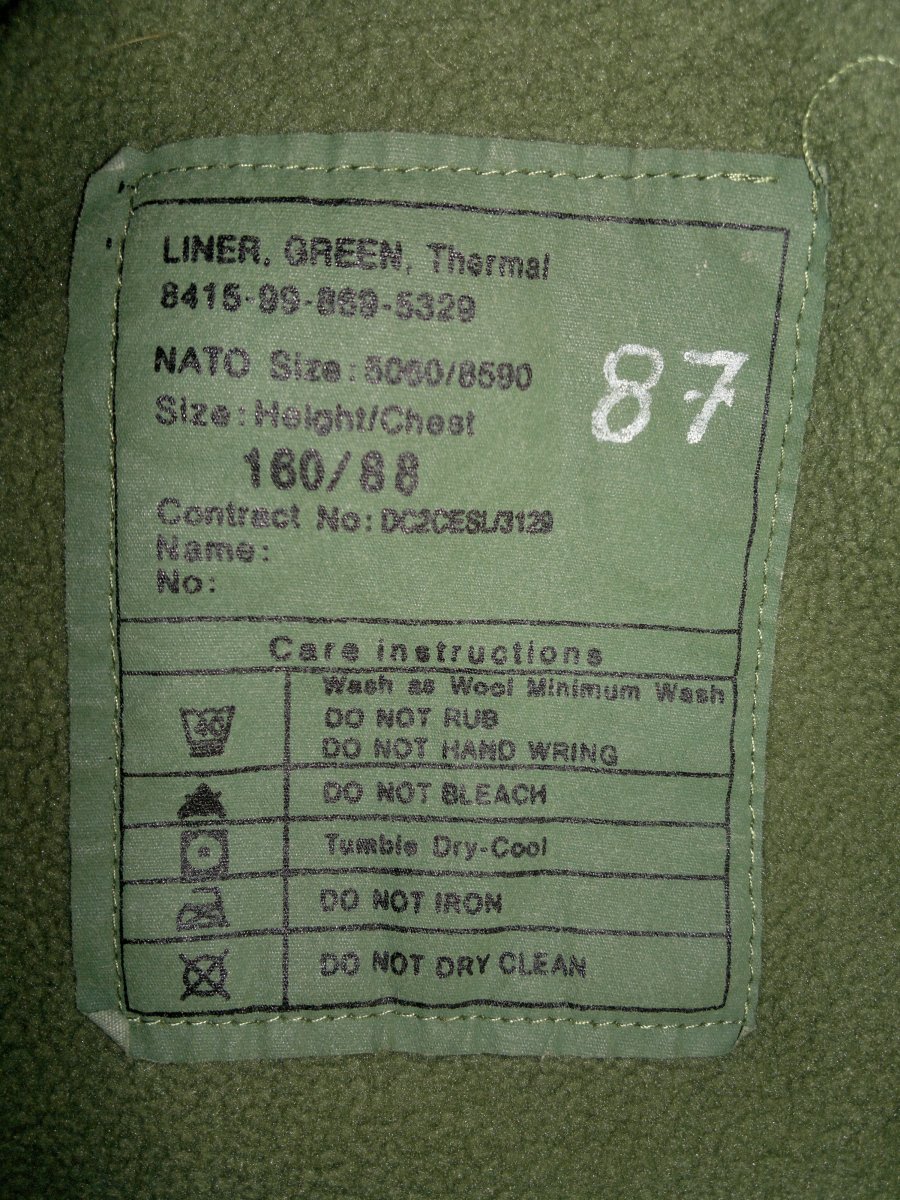 LINER, GREEN, Thermal
8415-99-869-5329
NATO Size: 5060/8590
87
Size: Height/Chest
160/88
Contract No: DC2CESL/3129
Name:
No:
Care instructions
Wash as Wool Minimum Wash
40
DO NOT RUB
DO NOT HAND WRING
DO NOT BLEACH
Tumble Dry-Cool
DO NOT IRON
DO NOT DRY CLEAN